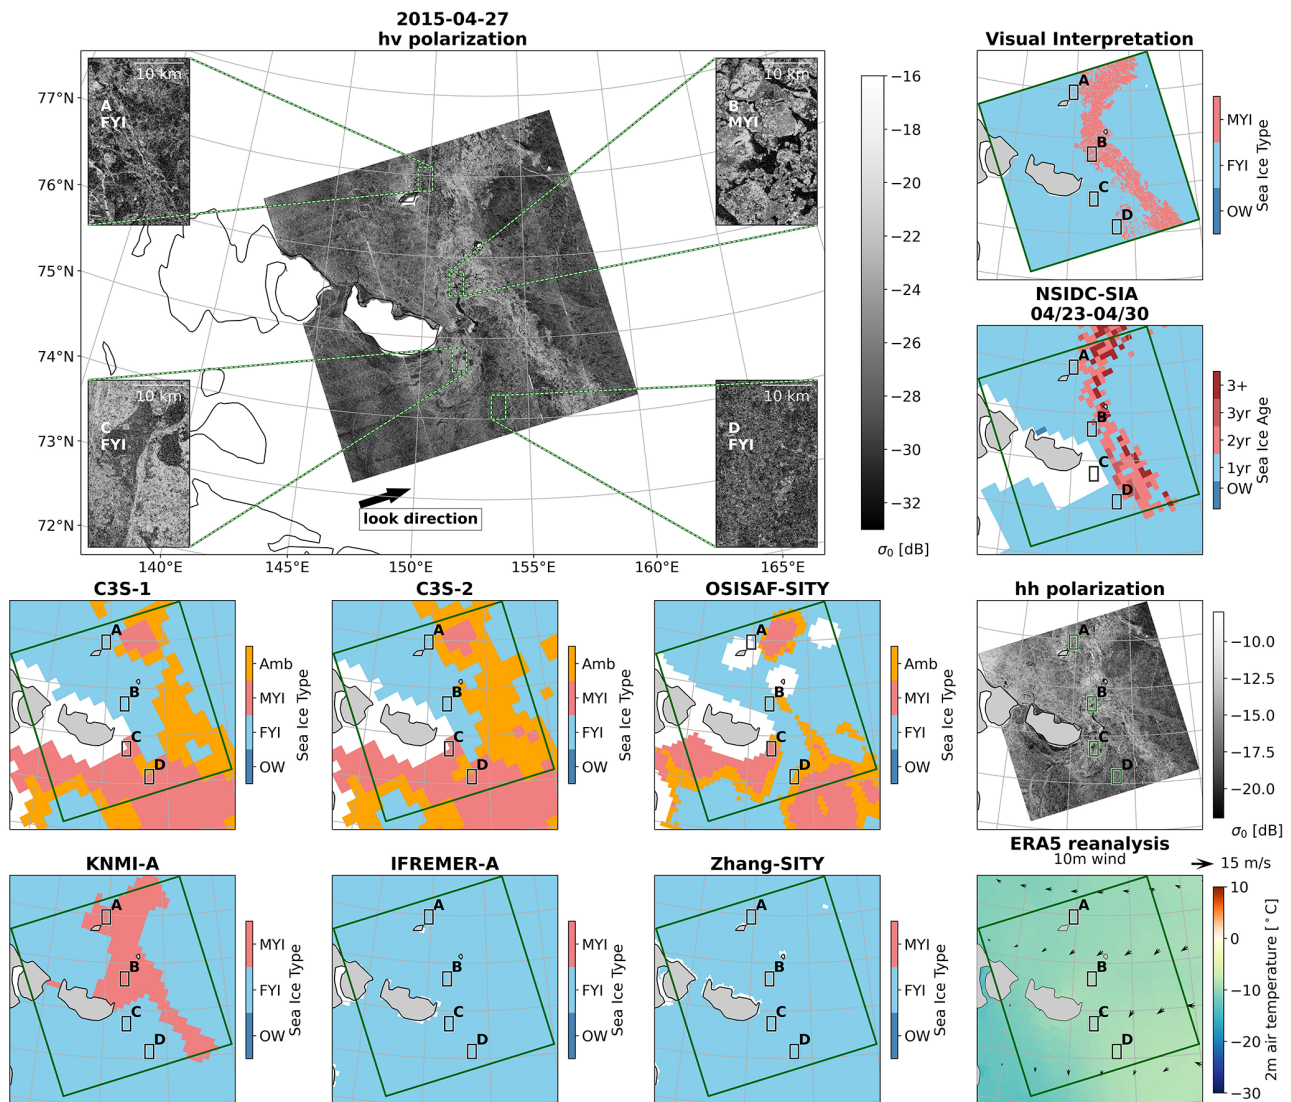 2015-04-27
hv polarization
77°N
76°N
75°N
74°N
73°N
72°N
140°E
145°E
150°E
155°E
160°E
165°E
10 km
A
FYI
10 km
B
MYI
10 km
C
FYI
10 km
D
FYI
look direction
−16
−18
−20
−22
−24
−26
−28
−30
−32
σ0 [dB]
Visual Interpretation
A
B
C
D
MYI
FYI
OW
Sea Ice Type
NSIDC-SIA
04/23-04/30
A
B
C
D
3+
3yr
2yr
1yr
OW
Sea Ice Age
C3S-1
A
B
C
D
Amb
MYI
FYI
OW
Sea Ice Type
C3S-2
A
B
C
D
Amb
MYI
FYI
OW
Sea Ice Type
OSISAF-SITY
A
B
C
D
Amb
MYI
FYI
OW
Sea Ice Type
hh polarization
A
B
C
D
−10.0
−12.5
−15.0
−17.5
−20.0
σ0 [dB]
KNMI-A
A
B
C
D
MYI
FYI
OW
Sea Ice Type
IFREMER-A
A
B
C
D
MYI
FYI
OW
Sea Ice Type
Zhang-SITY
A
B
C
D
MYI
FYI
OW
Sea Ice Type
ERA5 reanalysis
10m wind
15 m/s
A
B
C
D
10
0
−10
−20
−30
2m air temperature [°C]